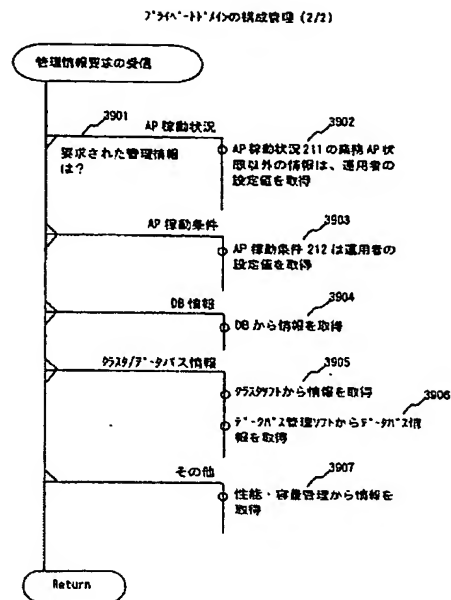 プライベートドメインの構成管理 (2/2)
管理情報要求の受信
3901
AP 稼動状況
要求された管理情報
は？
3902
AP 稼動状況 211 の業務 AP 状
態以外の情報は、運用者の
設定値を取得
AP 稼動条件
3903
AP 稼動条件 212 は運用者の
設定値を取得
DB 情報
3904
DB から情報を取得
クラスタ/データパス情報
3905
クラスタソフトから情報を取得
3906
データパス管理ソフトからデータパス情
報を取得
その他
3907
性能・容量管理から情報を
取得
Return